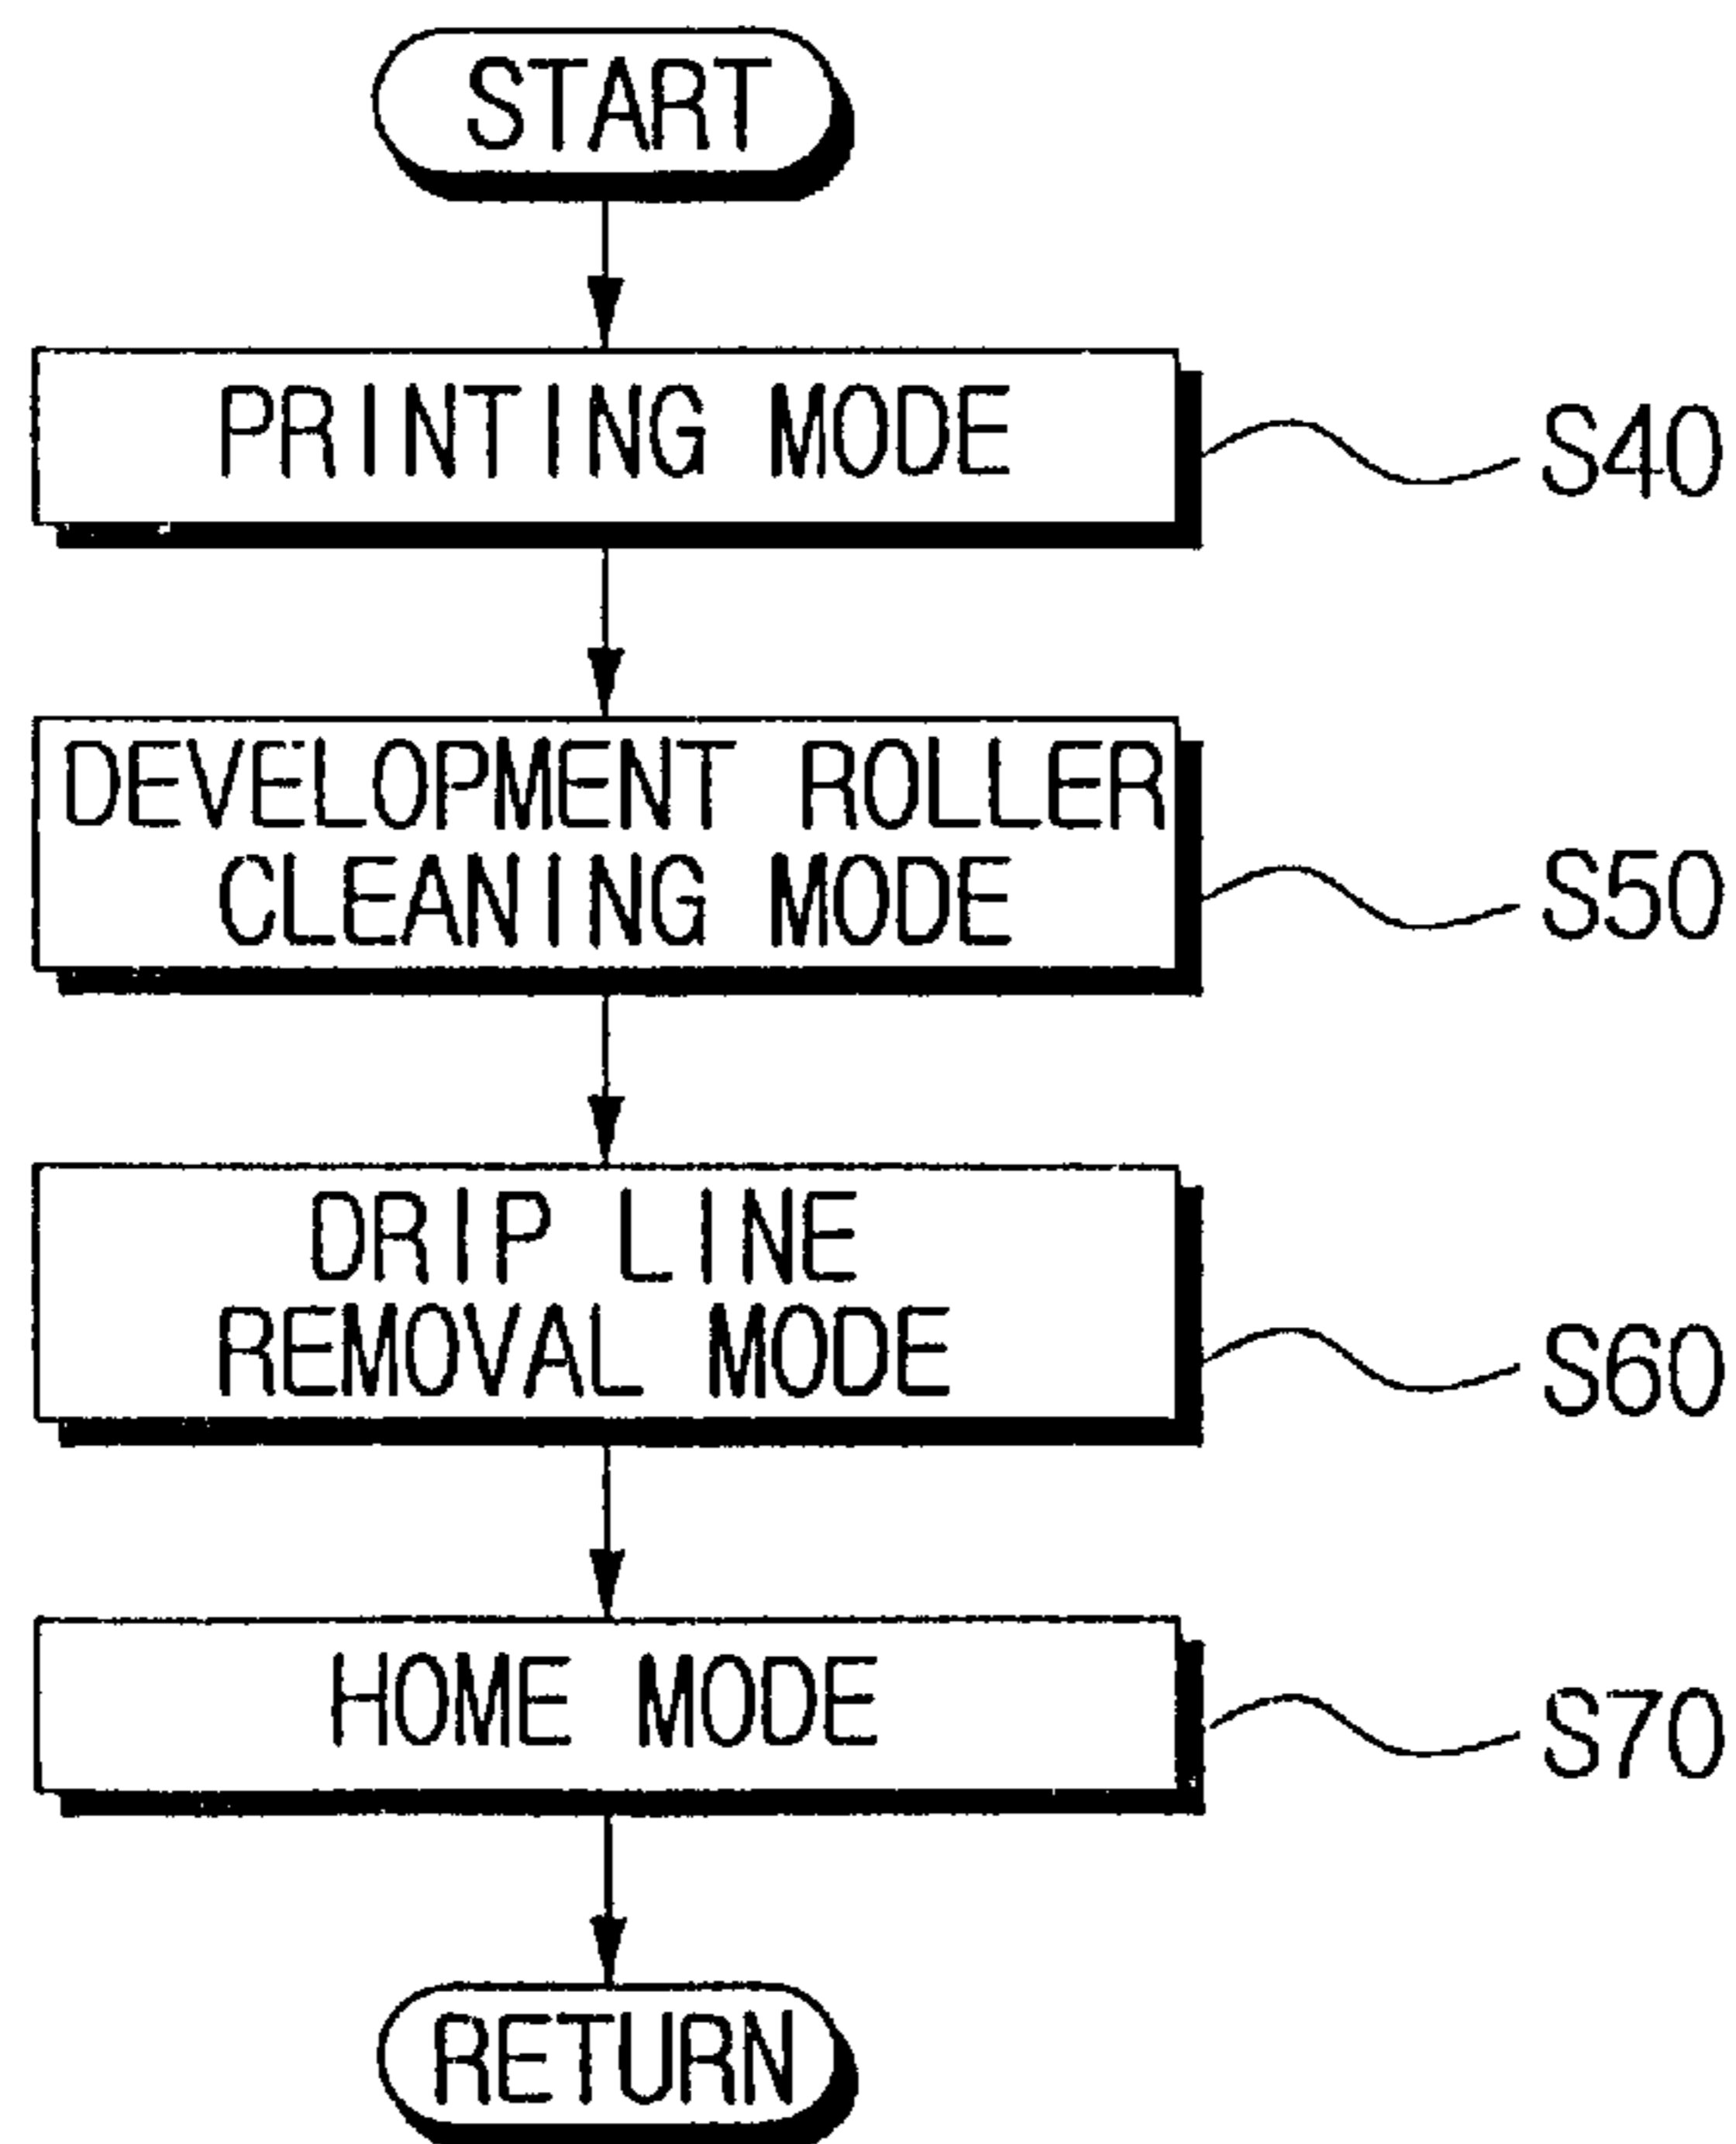 START
PRINTING MODE
S40
DEVELOPMENT ROLLER
CLEANING MODE
S50
DRIP LINE
REMOVAL MODE
S60
HOME MODE
S70
RETURN